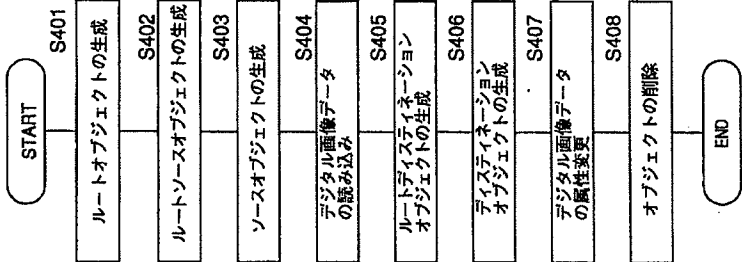 START
S401
ルートオブジェクトの生成
S402
ルートソースオブジェクトの生成
S403
ソースオブジェクトの生成
S404
デジタル画像データ
の読み込み
S405
ルートディスティネーション
オブジェクトの生成
S406
ディスティネーション
オブジェクトの生成
S407
デジタル画像データ
の属性変更
S408
オブジェクトの削除
END